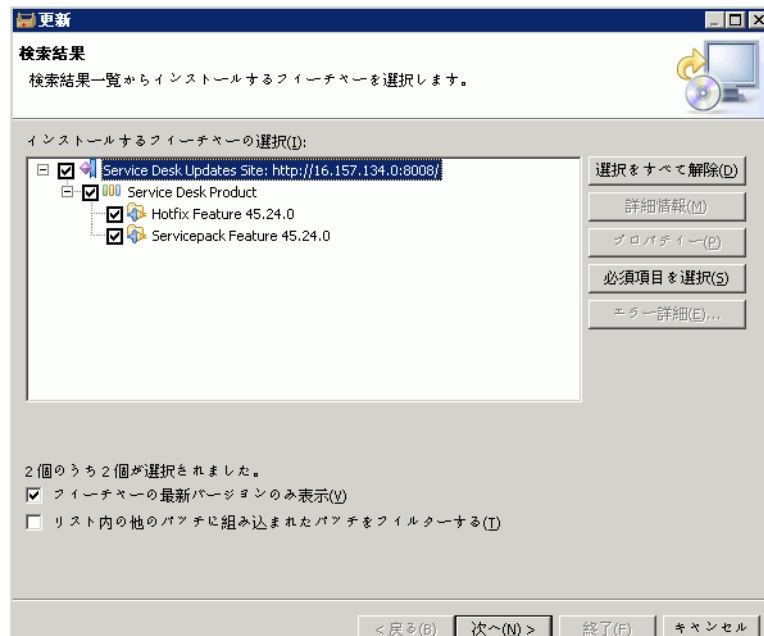 更新
検索結果
検索結果一覧からインストールするフィーチャーを選択します。
インストールするフィーチャーの選択(I):
Service Desk Updates Site: http://16.157.134.0:8008/
Service Desk Product
Hotfix Feature 45.24.0
Servicepack Feature 45.24.0
選択をすべて解除(D)
詳細情報(M)
プロパティー(P)
必須項目を選択(S)
エラー詳細(E)...
2個のうち2個が選択されました。
フィーチャーの最新バージョンのみ表示(V)
リスト内の他のパッチに組み込まれたパッチをフィルターする(T)
< 戻る(B)
次へ(N) >
終了(F)
キャンセル